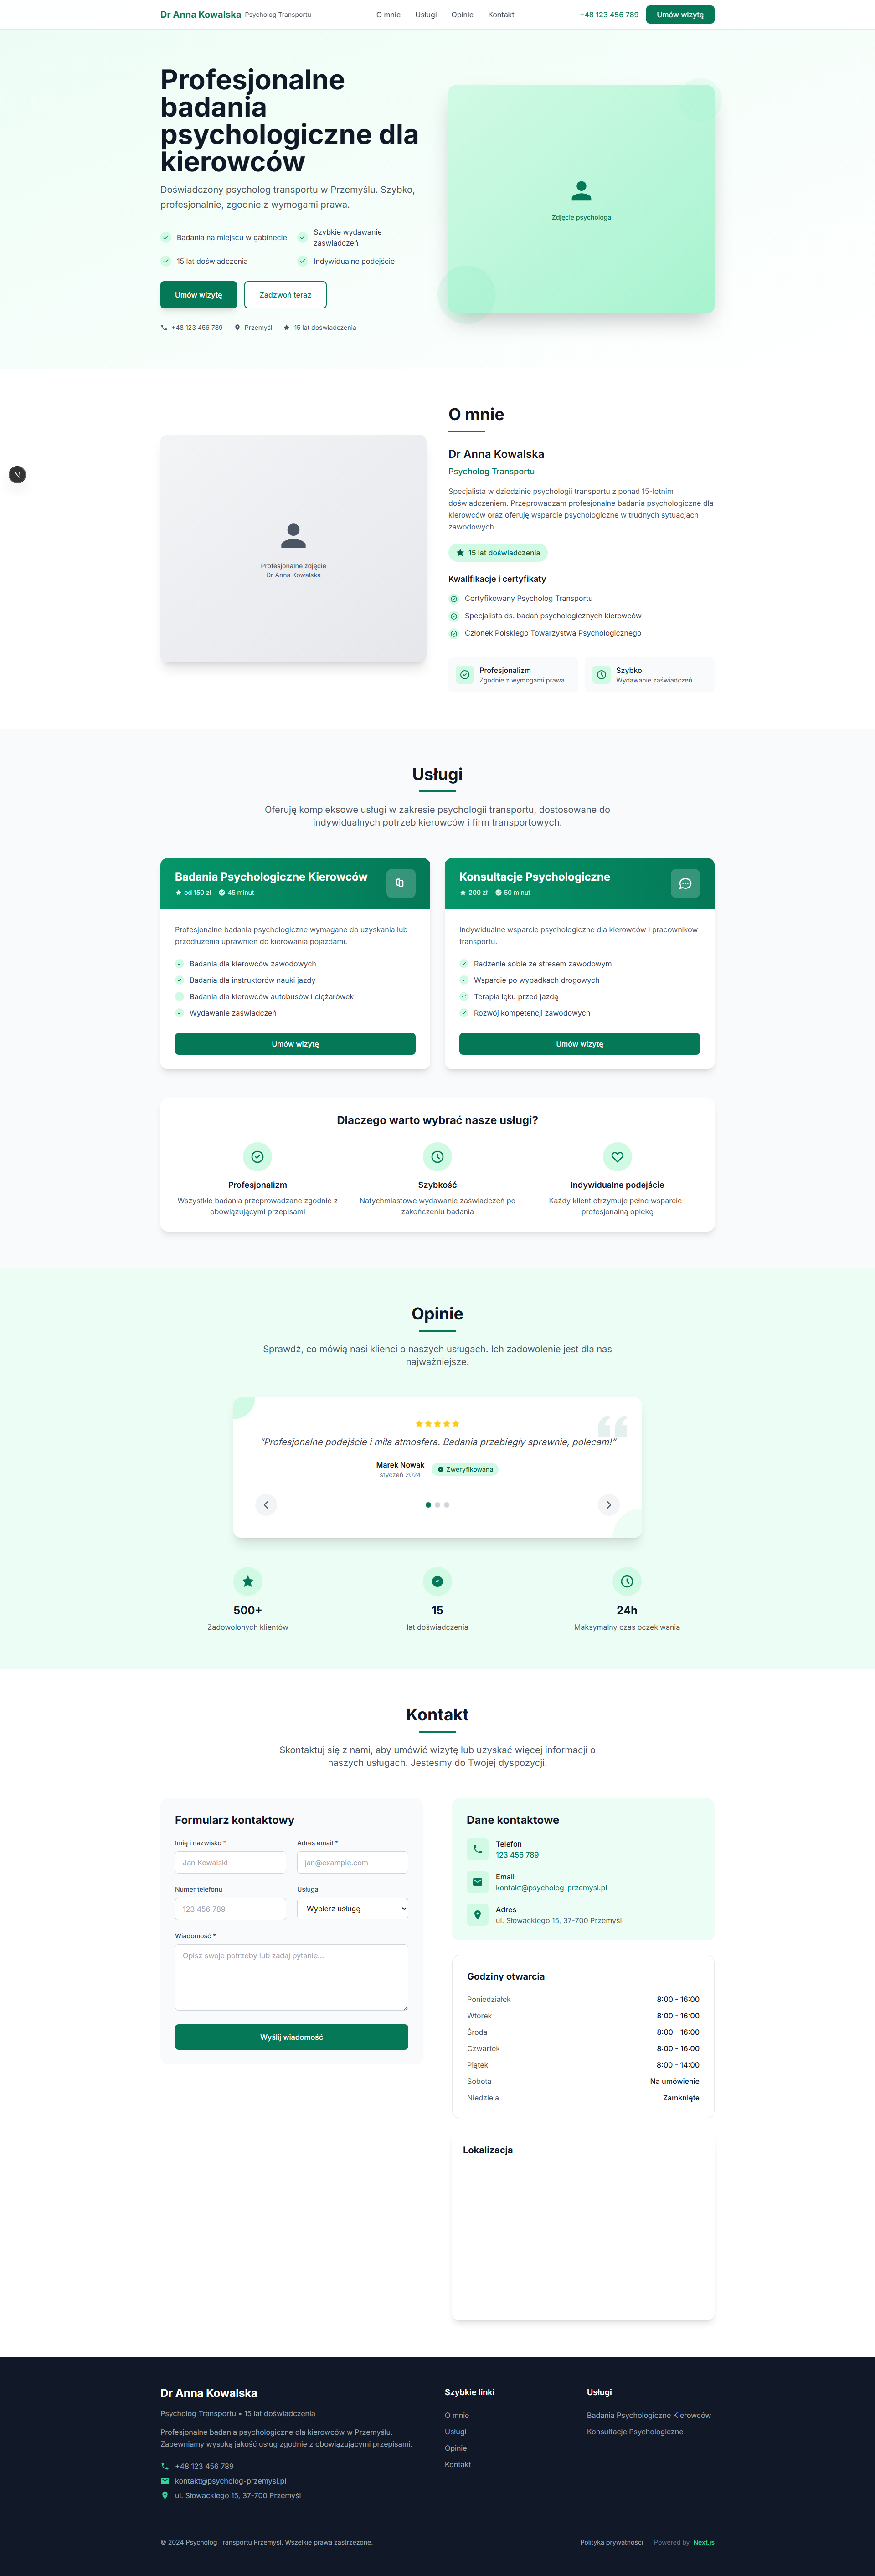 Dr Anna Kowalska Psycholog Transportu
O mnie Usługi Opinie Kontakt
+48 123 456 789 Umów wizytę
Profesjonalne
badania
psychologiczne dla
kierowców
Doświadczony psycholog transportu w Przemyślu. Szybko,
profesjonalnie, zgodnie z wymogami prawa.
Badania na miejscu w gabinecie
Szybkie wydawanie
zaświadczeń
15 lat doświadczenia
Indywidualne podejście
Umów wizytę
Zadzwoń teraz
+48 123 456 789 Przemyśl 15 lat doświadczenia
Zdjęcie psychologa
N
Profesjonalne zdjęcie
Dr Anna Kowalska
O mnie
Dr Anna Kowalska
Psycholog Transportu
Specjalista w dziedzinie psychologii transportu z ponad 15-letnim
doświadczeniem. Przeprowadzam profesjonalne badania psychologiczne dla
kierowców oraz oferuję wsparcie psychologiczne w trudnych sytuacjach
zawodowych.
15 lat doświadczenia
Kwalifikacje i certyfikaty
Certyfikowany Psycholog Transportu
Specjalista ds. badań psychologicznych kierowców
Członek Polskiego Towarzystwa Psychologicznego
Profesjonalizm
Zgodnie z wymogami prawa
Szybko
Wydawanie zaświadczeń
Usługi
Oferuję kompleksowe usługi w zakresie psychologii transportu, dostosowane do
indywidualnych potrzeb kierowców i firm transportowych.
Badania Psychologiczne Kierowców
od 150 zł 45 minut
Profesjonalne badania psychologiczne wymagane do uzyskania lub
przedłużenia uprawnień do kierowania pojazdami.
Badania dla kierowców zawodowych
Badania dla instruktorów nauki jazdy
Badania dla kierowców autobusów i ciężarówek
Wydawanie zaświadczeń
Umów wizytę
Konsultacje Psychologiczne
200 zł 50 minut
Indywidualne wsparcie psychologiczne dla kierowców i pracowników
transportu.
Radzenie sobie ze stresem zawodowym
Wsparcie po wypadkach drogowych
Terapia lęku przed jazdą
Rozwój kompetencji zawodowych
Umów wizytę
Dlaczego warto wybrać nasze usługi?
Profesjonalizm
Wszystkie badania przeprowadzane zgodnie z
obowiązującymi przepisami
Szybkość
Natychmiastowe wydawanie zaświadczeń po
zakończeniu badania
Indywidualne podejście
Każdy klient otrzymuje pełne wsparcie i
profesjonalną opiekę
Opinie
Sprawdź, co mówią nasi klienci o naszych usługach. Ich zadowolenie jest dla nas
najważniejsze.
"Profesjonalne podejście i miła atmosfera. Badania przebiegły sprawnie, polecam!"
Marek Nowak
styczeń 2024
Zweryfikowana
500+
Zadowolonych klientów
15
lat doświadczenia
24h
Maksymalny czas oczekiwania
Kontakt
Skontaktuj się z nami, aby umówić wizytę lub uzyskać więcej informacji o
naszych usługach. Jesteśmy do Twojej dyspozycji.
Formularz kontaktowy
Imię i nazwisko * Adres email *
Jan Kowalski jan@example.com
Numer telefonu Usługa
123 456 789 Wybierz usługę
Wiadomość *
Opisz swoje potrzeby lub zadaj pytanie...
Wyślij wiadomość
Dane kontaktowe
Telefon
123 456 789
Email
kontakt@psycholog-przemysl.pl
Adres
ul. Słowackiego 15, 37-700 Przemyśl
Godziny otwarcia
Poniedziałek 8:00 - 16:00
Wtorek 8:00 - 16:00
Środa 8:00 - 16:00
Czwartek 8:00 - 16:00
Piątek 8:00 - 14:00
Sobota Na umówienie
Niedziela Zamknięte
Lokalizacja
Dr Anna Kowalska
Psycholog Transportu • 15 lat doświadczenia
Profesjonalne badania psychologiczne dla kierowców w Przemyślu.
Zapewniamy wysoką jakość usług zgodnie z obowiązującymi przepisami.
+48 123 456 789
kontakt@psycholog-przemysl.pl
ul. Słowackiego 15, 37-700 Przemyśl
Szybkie linki
O mnie
Usługi
Opinie
Kontakt
Usługi
Badania Psychologiczne Kierowców
Konsultacje Psychologiczne
© 2024 Psycholog Transportu Przemyśl. Wszelkie prawa zastrzeżone.
Polityka prywatności Powered by Next.js